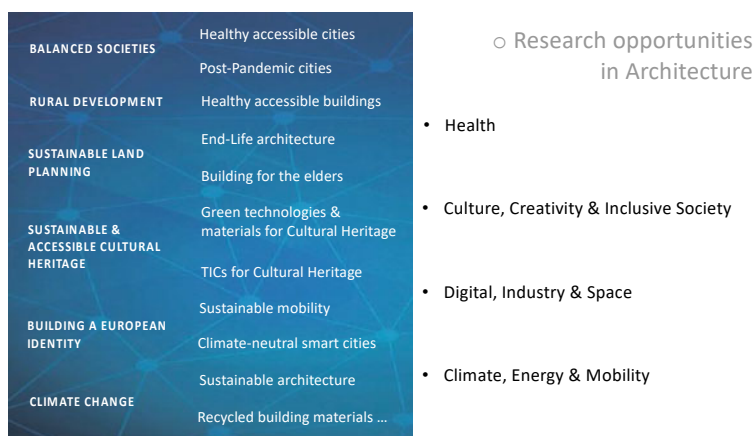 BALANCED SOCIETIES
RURAL DEVELOPMENT
SUSTAINABLE LAND
PLANNING
SUSTAINABLE &
ACCESSIBLE CULTURAL
HERITAGE
BUILDING A EUROPEAN
IDENTITY
CLIMATE CHANGE
Healthy accessible cities
Post-Pandemic cities
Healthy accessible buildings
End-Life architecture
Building for the elders
Green technologies &
materials for Cultural Heritage
TICs for Cultural Heritage
Sustainable mobility
Climate-neutral smart cities
Sustainable architecture
Recycled building materials …
o Research opportunities
in Architecture
• Health
• Culture, Creativity & Inclusive Society
• Digital, Industry & Space
• Climate, Energy & Mobility